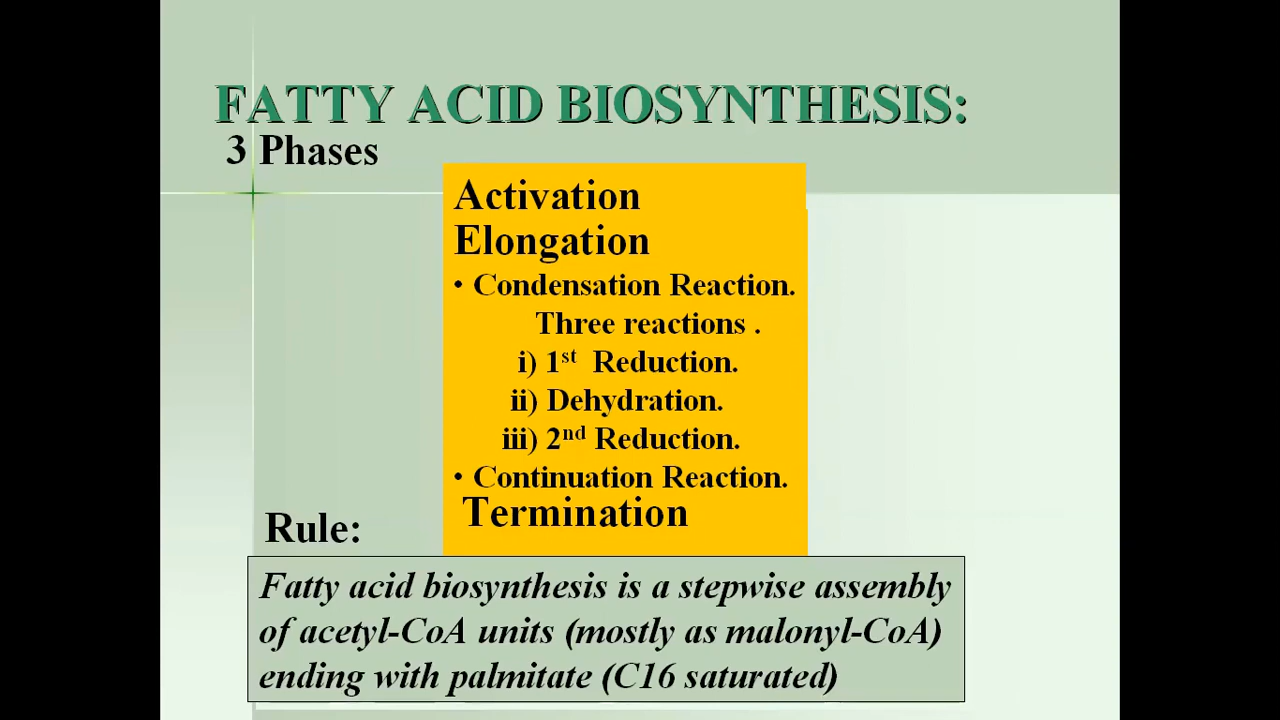 FATTY ACID BIOSYNTHESIS:
3 Phases
Activation
Elongation
• Condensation Reaction.
Three reactions .
i) 1st Reduction.
ii) Dehydration.
iii) 2nd Reduction.
• Continuation Reaction.
Termination
Rule:
Fatty acid biosynthesis is a stepwise assembly
of acetyl-CoA units (mostly as malonyl-CoA)
ending with palmitate (C16 saturated)